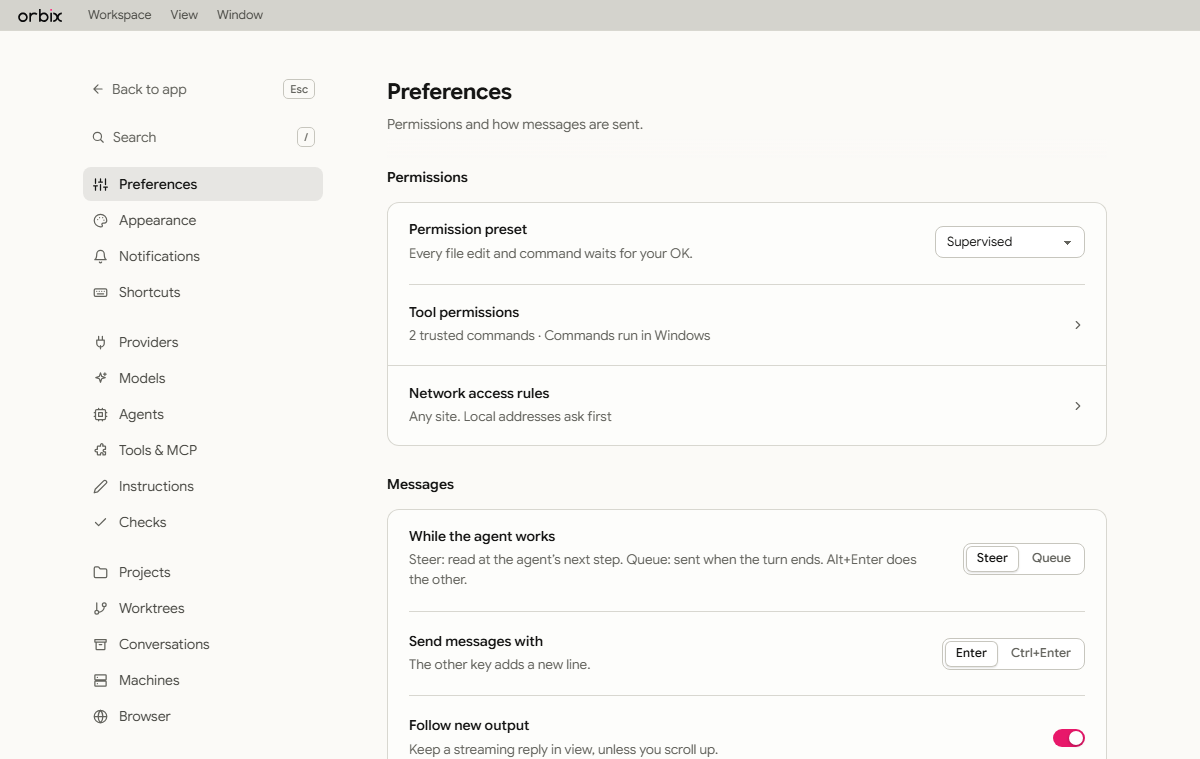 orbix Workspace View Window
Back to app Esc
Search /
Preferences
Appearance
Notifications
Shortcuts
Providers
Models
Agents
Tools & MCP
Instructions
Checks
Projects
Worktrees
Conversations
Machines
Browser
Preferences
Permissions and how messages are sent.
Permissions
Permission preset
Every file edit and command waits for your OK.
Supervised
Tool permissions
2 trusted commands · Commands run in Windows
Network access rules
Any site. Local addresses ask first
Messages
While the agent works
Steer: read at the agent’s next step. Queue: sent when the turn ends. Alt+Enter does
the other.
Steer Queue
Send messages with
The other key adds a new line.
Enter Ctrl+Enter
Follow new output
Keep a streaming reply in view, unless you scroll up.